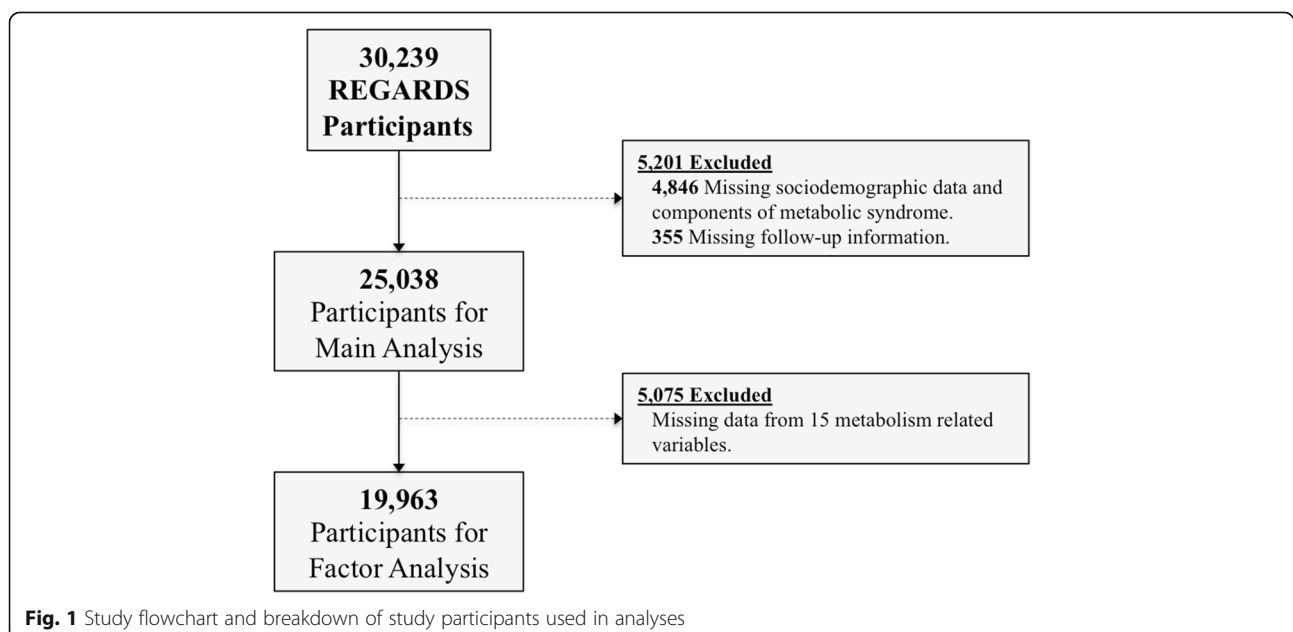 30,239
REGARDS
Participants
5,201 Excluded
4,846 Missing sociodemographic data and
components of metabolic syndrome.
355 Missing follow-up information.
25,038
Participants for
Main Analysis
5,075 Excluded
Missing data from 15 metabolism related
variables.
19,963
Participants for
Factor Analysis
Fig. 1 Study flowchart and breakdown of study participants used in analyses